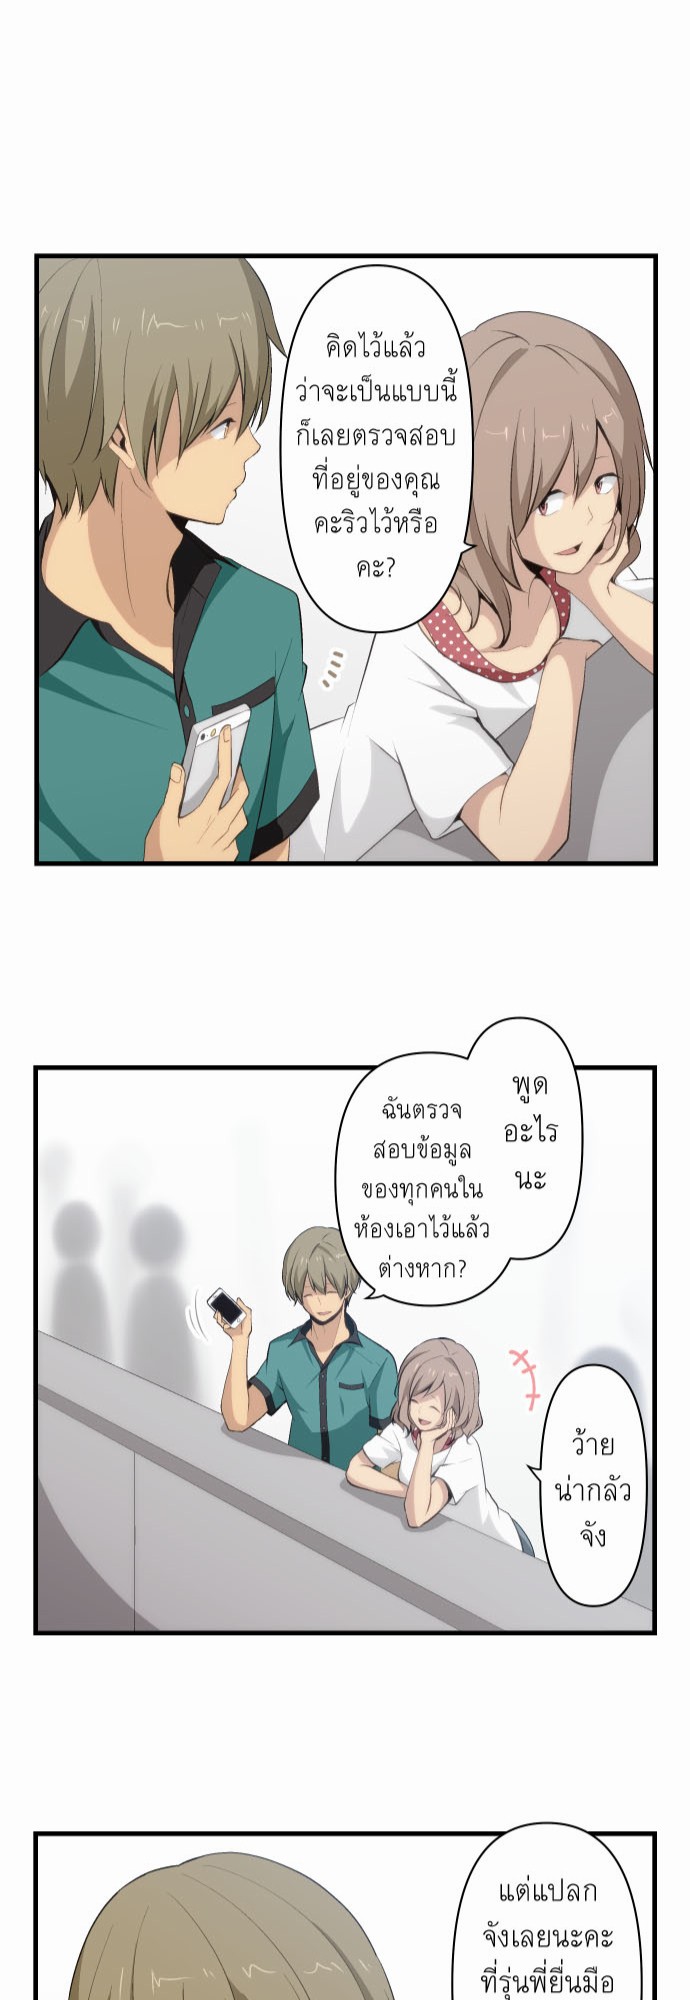 คิดไว้แล้ว
ว่าจะเป็นแบบนี้
ก็เลยตรวจสอบ
ที่อยู่ของคุณ
คะริวไว้หรือ
คะ?
พูด
อะไร
นะ
ฉันตรวจ
สอบข้อมูล
ของทุกคนใน
ห้องเอาไว้แล้ว
ต่างหาก?
ว้าย
น่ากลัว
จัง
แต่แปลก
จังเลยนะคะ
ที่รุ่นพี่ยื่นมือ